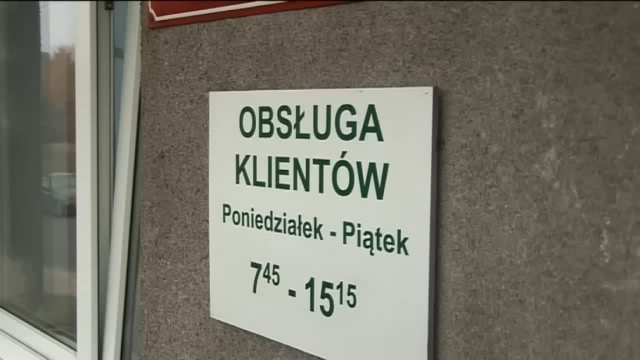 OBSŁUGA
KLIENTÓW
Poniedziałek - Piątek
7⁴⁵ - 15¹⁵